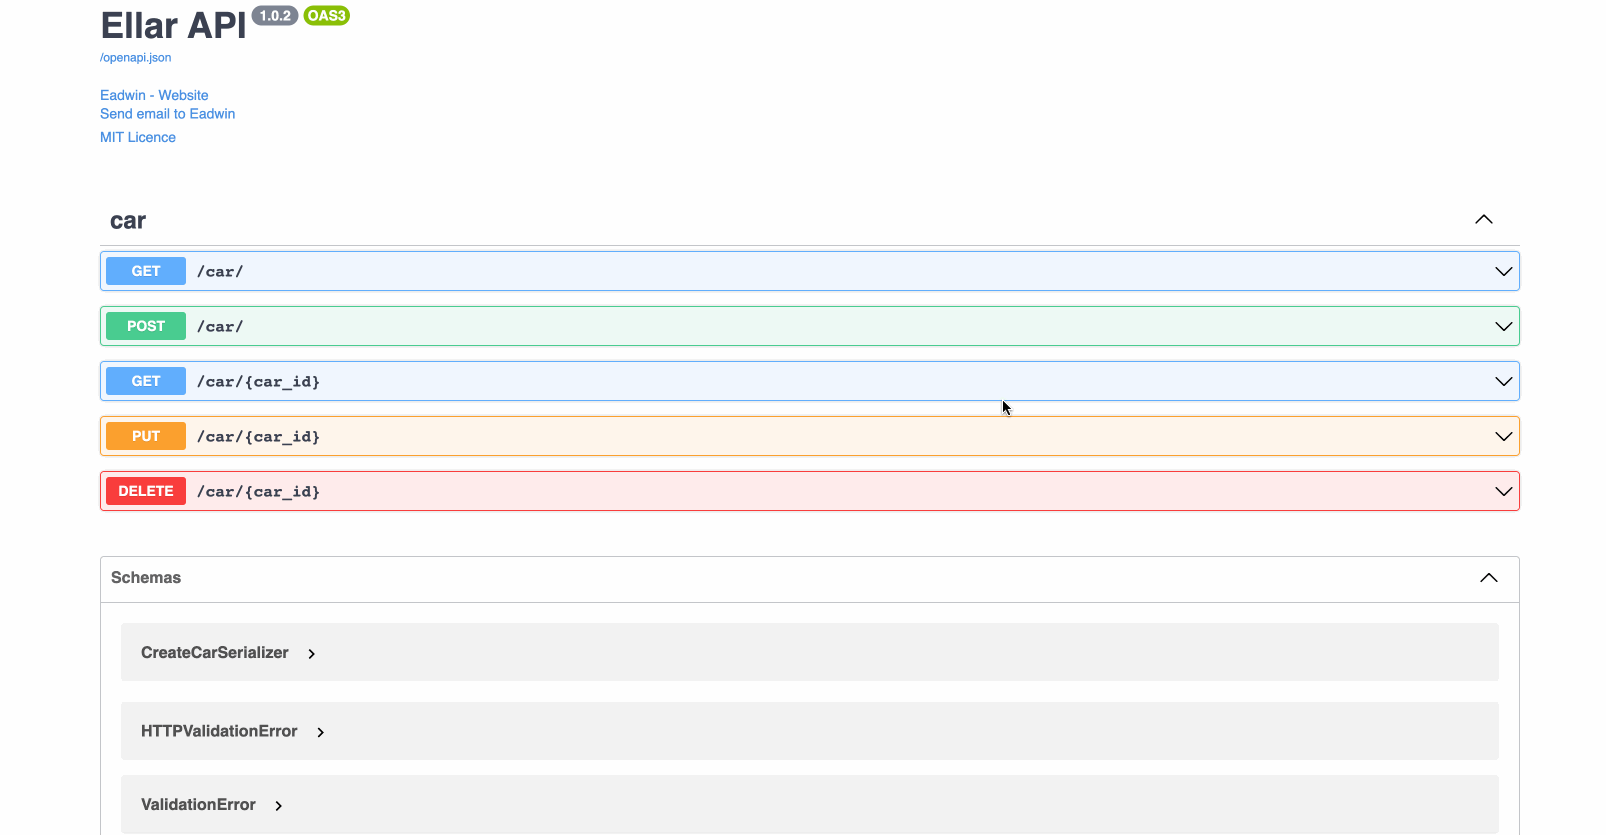 Ellar API 1.0.2 OAS3
/openapi.json
Eadwin - Website
Send email to Eadwin
MIT Licence
car
GET /car/
POST /car/
GET /car/{car_id}
PUT /car/{car_id}
DELETE /car/{car_id}
Schemas
CreateCarSerializer
HTTPValidationError
ValidationError